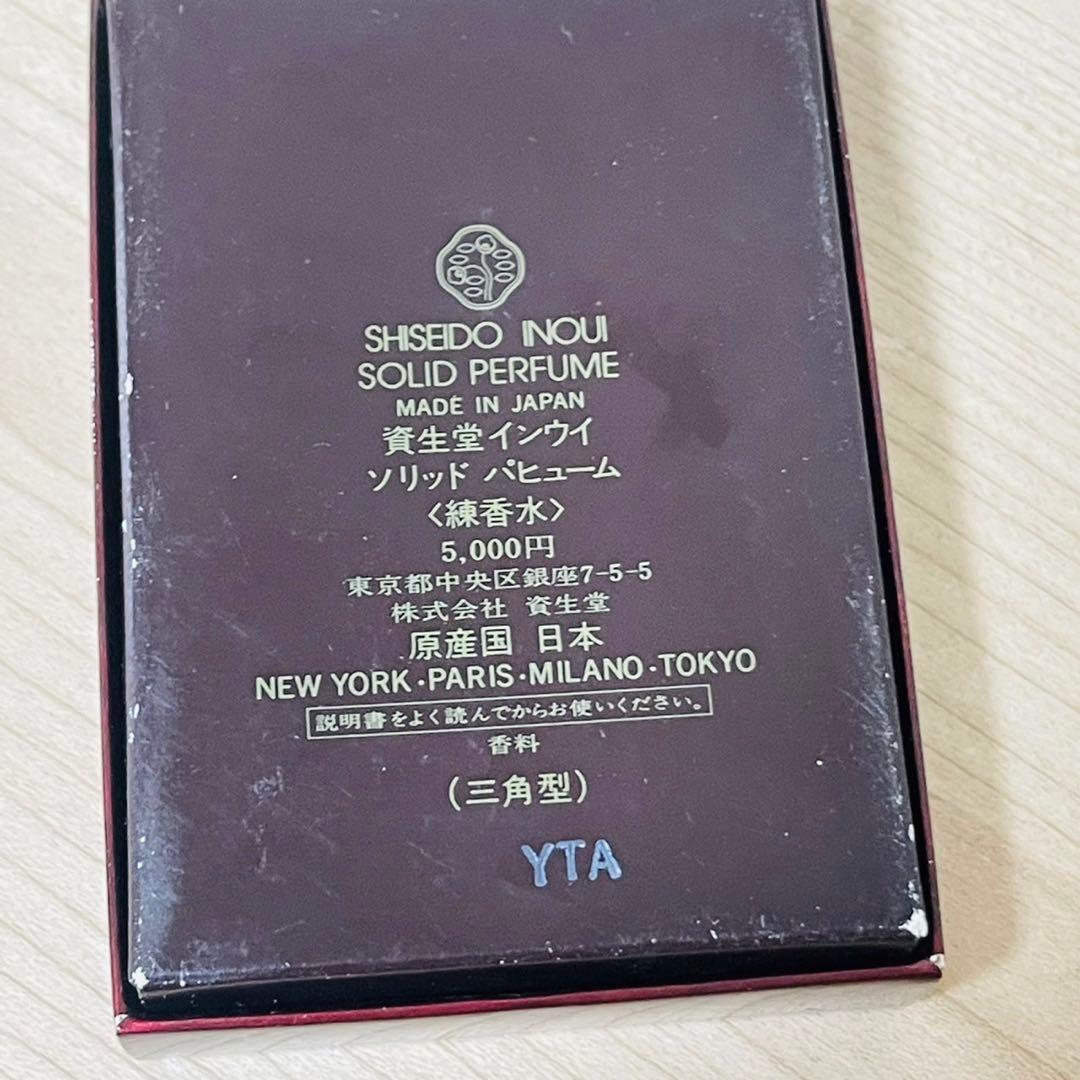 SHISEIDO INOUI
SOLID PERFUME
MADE IN JAPAN
資生堂インウイ
ソリッド パヒューム
〈練香水〉
5,000円
東京都中央区銀座7-5-5
株式会社 資生堂
原産国 日本
NEW YORK・PARIS・MILANO・TOKYO
説明書をよく読んでからお使いください。
香料
(三角型)
YTA